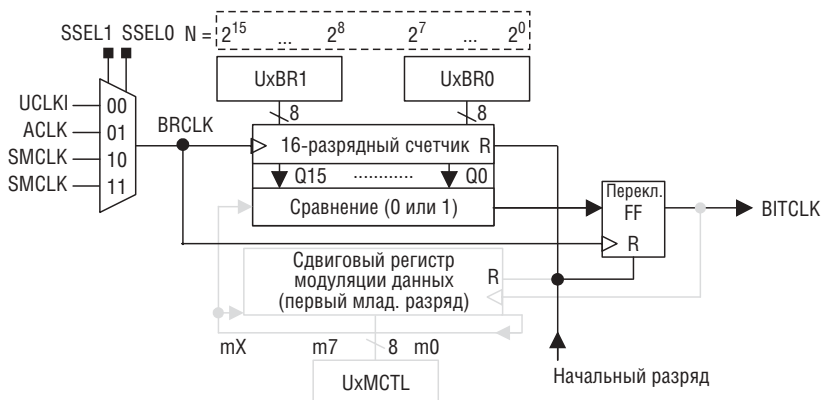 SSEL1 SSEL0 N = 2^15 ... 2^8 2^7 ... 2^0
UxBR1 UxBR0
8 8
UCLKI 00
ACLK 01
SMCLK 10
SMCLK 11
BRCLK
16-разрядный счетчик R
Q15 ............ Q0
Сравнение (0 или 1)
Перекл.
FF
R
BITCLK
Сдвиговый регистр
модуляции данных
(первый млад. разряд)
R
mX m7 8 m0
UxMCTL
Начальный разряд